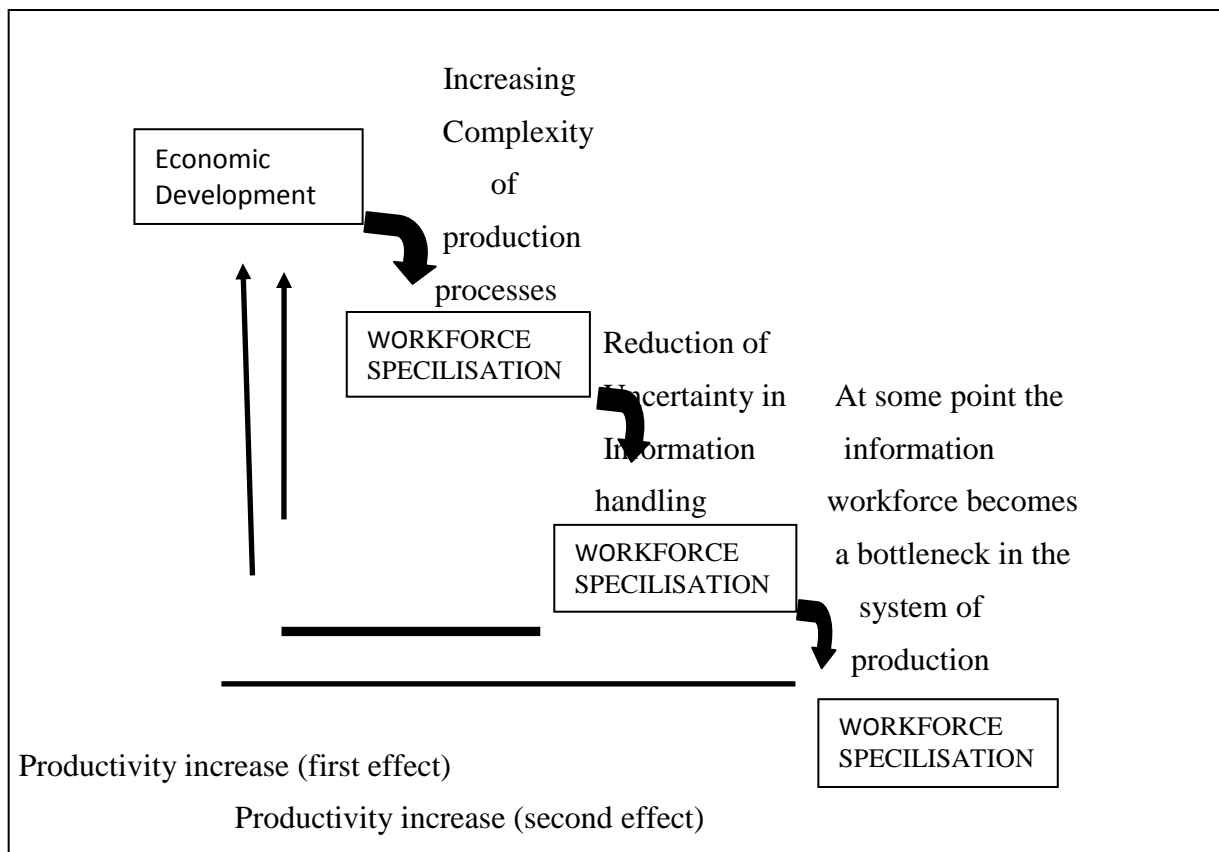 Increasing
Complexity
of
production
processes
Economic
Development
WORKFORCE
SPECILISATION
Reduction of
Uncertainty in
Information
handling
WORKFORCE
SPECILISATION
At some point the
information
workforce becomes
a bottleneck in the
system of
production
WORKFORCE
SPECILISATION
Productivity increase (first effect)
Productivity increase (second effect)